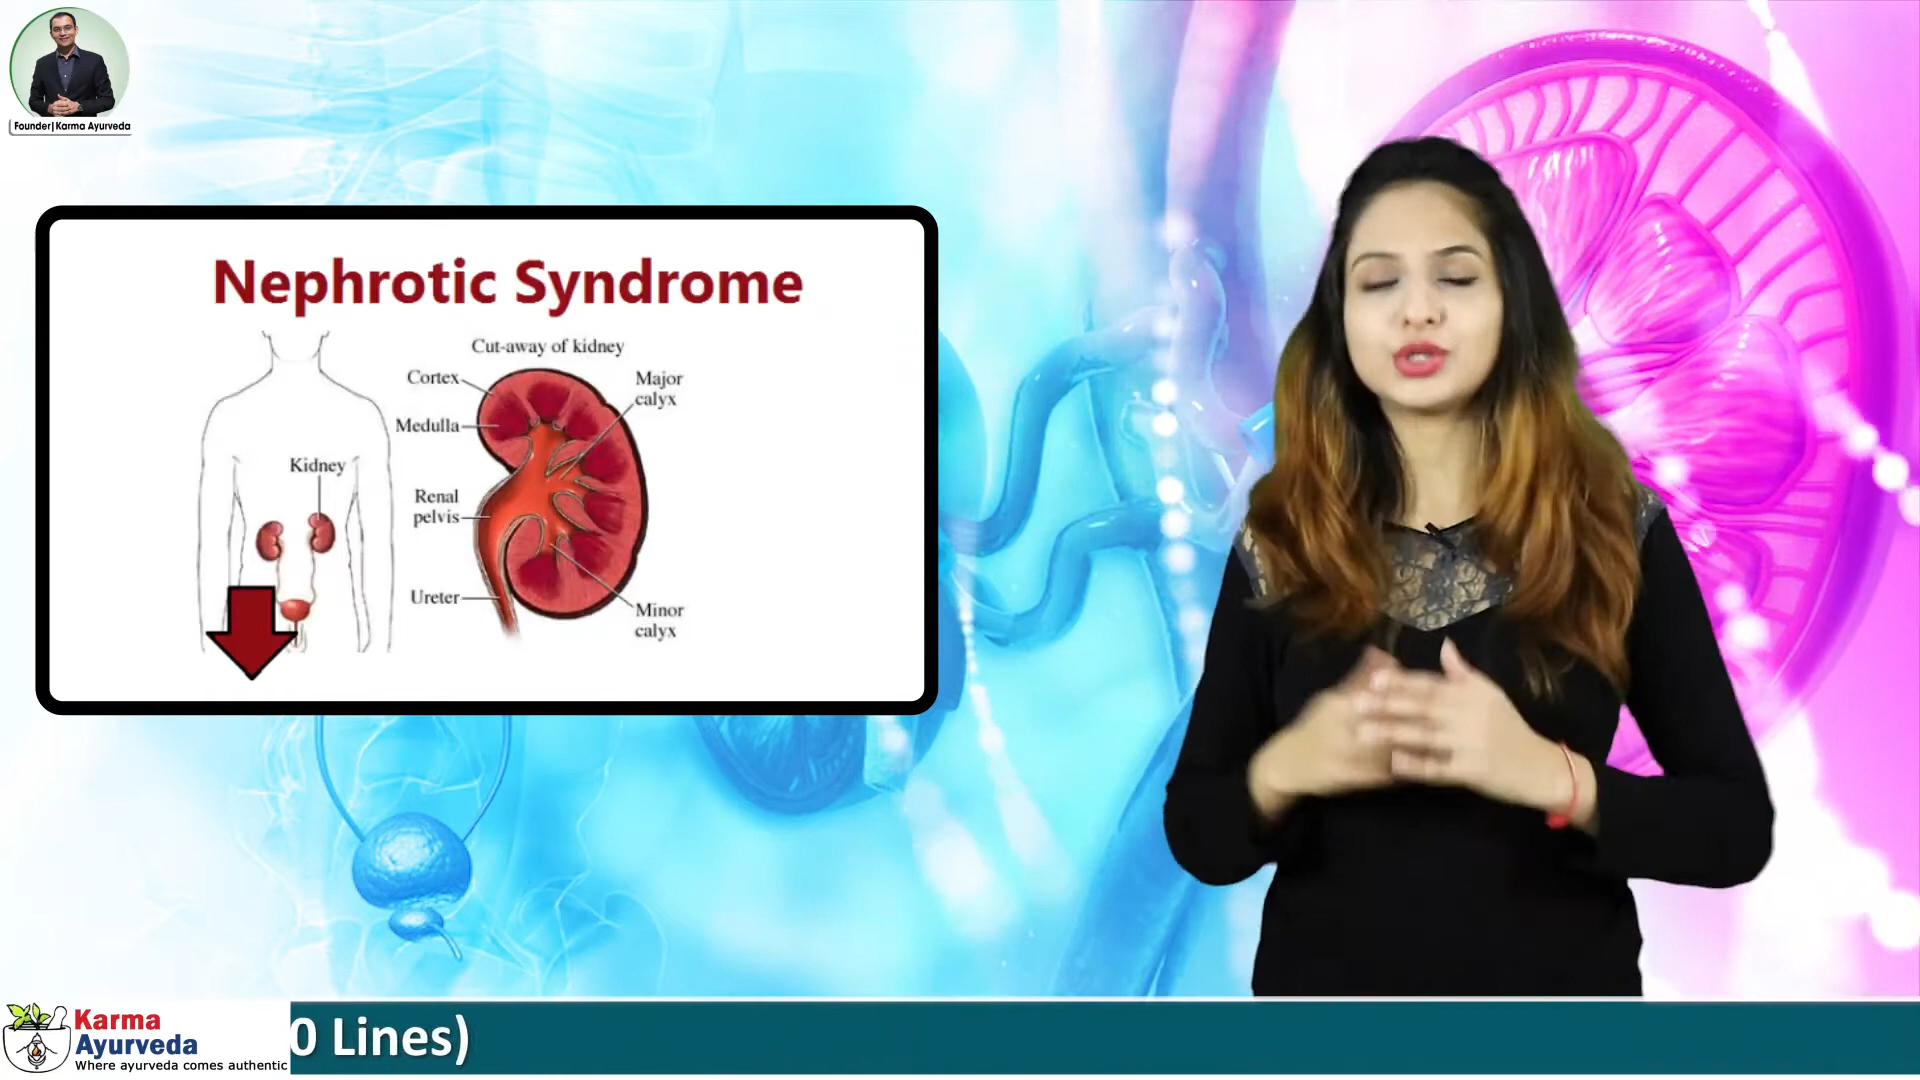 Founder|Karma Ayurveda
Nephrotic Syndrome
Cut-away of kidney
Cortex
Major
calyx
Medulla
Kidney
Renal
pelvis
Ureter
Minor
calyx
Karma
Ayurveda
Where ayurveda comes authentic
0 Lines)